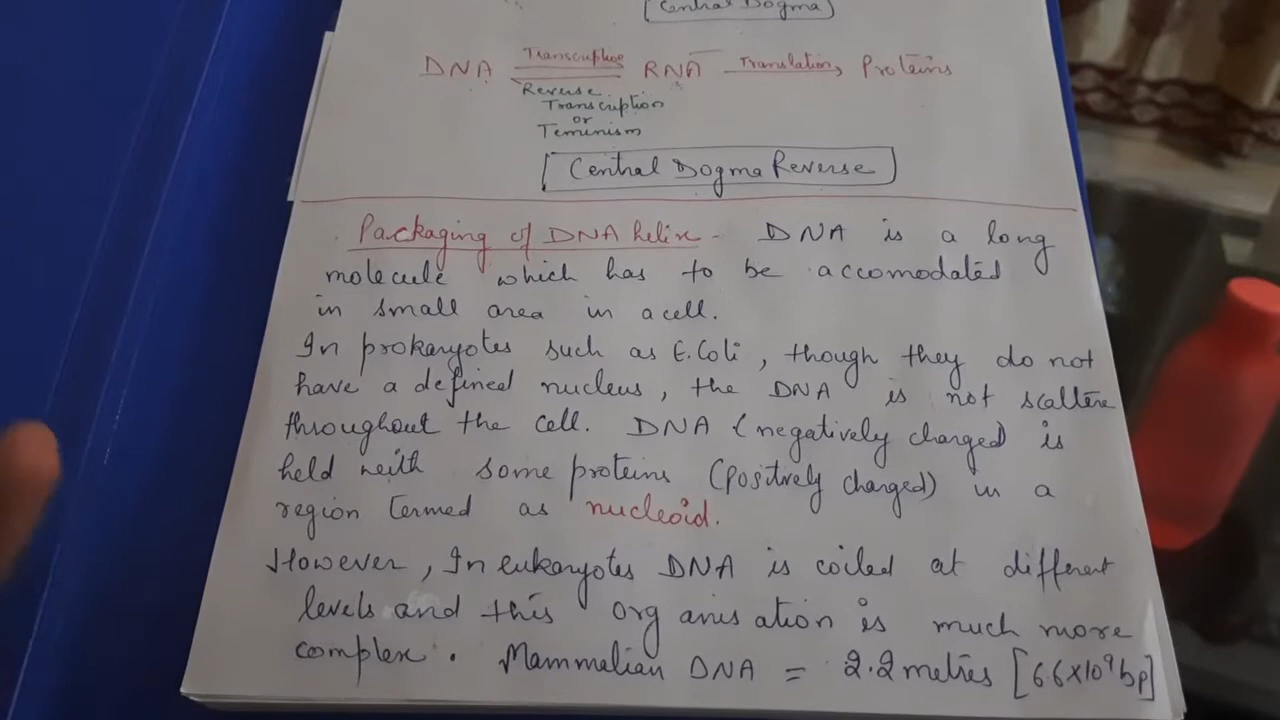 [Central Dogma]
DNA Transcription RNA Translation Proteins
Reverse
Transcription
or
Teminism
[Central Dogma Reverse]
Packaging of DNA helix - DNA is a long
molecule which has to be accomodated
in small area in a cell.
In prokaryotes such as E.Coli, though they do not
have a defined nucleus, the DNA is not scattere
throughout the cell. DNA (negatively charged) is
held with some proteins (positively charged) in a
region termed as nucleoid.
However, In eukaryotes DNA is coiled at different
levels and this organisation is much more
complex. Mammalian DNA = 2.2 metres [6.6x10⁹ bp]